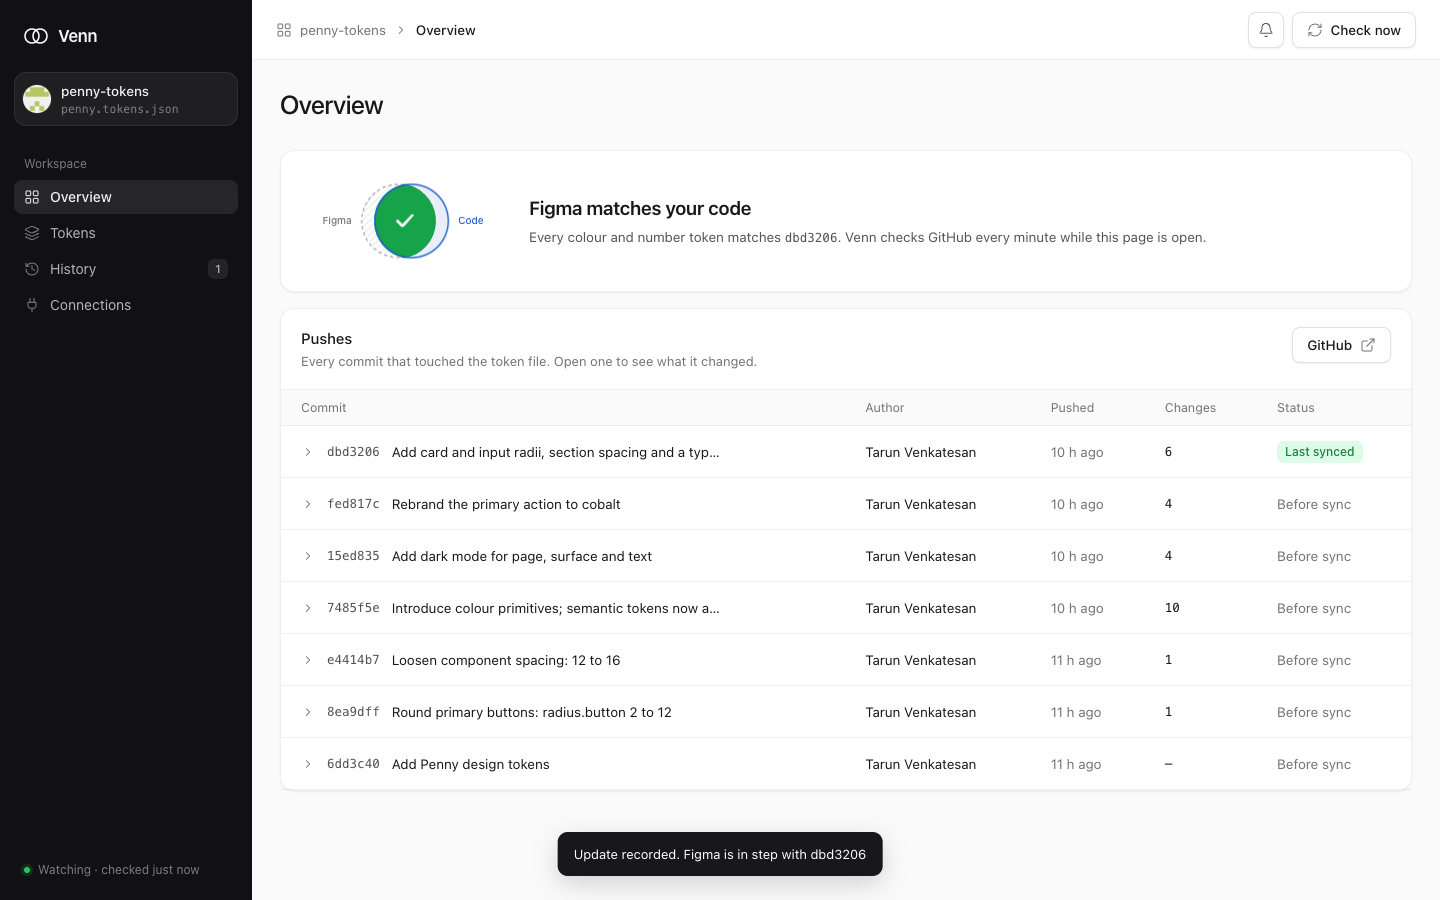 Venn
penny-tokens
penny.tokens.json
Workspace
Overview
Tokens
History
1
Connections
Watching · checked just now
penny-tokens
Overview
Check now
Overview
Figma
Code
Figma matches your code
Every colour and number token matches dbd3206. Venn checks GitHub every minute while this page is open.
Pushes
Every commit that touched the token file. Open one to see what it changed.
GitHub
Commit Author Pushed Changes Status
dbd3206 Add card and input radii, section spacing and a typ… Tarun Venkatesan 10 h ago 6 Last synced
fed817c Rebrand the primary action to cobalt Tarun Venkatesan 10 h ago 4 Before sync
15ed835 Add dark mode for page, surface and text Tarun Venkatesan 10 h ago 4 Before sync
7485f5e Introduce colour primitives; semantic tokens now a… Tarun Venkatesan 10 h ago 10 Before sync
e4414b7 Loosen component spacing: 12 to 16 Tarun Venkatesan 11 h ago 1 Before sync
8ea9dff Round primary buttons: radius.button 2 to 12 Tarun Venkatesan 11 h ago 1 Before sync
6dd3c40 Add Penny design tokens Tarun Venkatesan 11 h ago – Before sync
Update recorded. Figma is in step with dbd3206